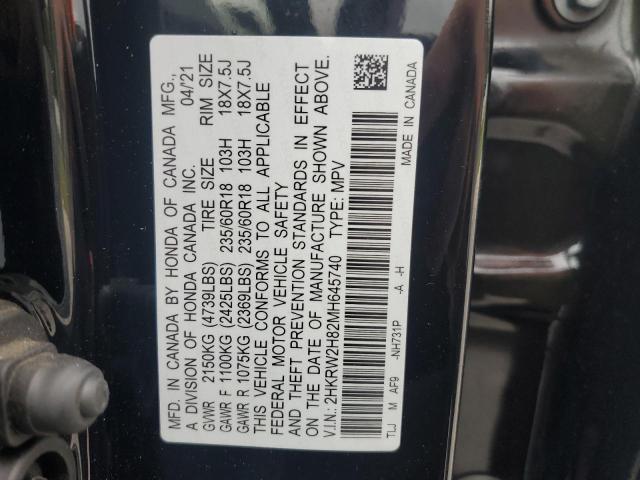 MFD. IN CANADA BY HONDA OF CANADA MFG.,
A DIVISION OF HONDA CANADA INC. 04/21
GVWR 2150KG (4739LBS) TIRE SIZE RIM SIZE
GAWR F 1100KG (2425LBS) 235/60R18 103H 18X7.5J
GAWR R 1075KG (2369LBS) 235/60R18 103H 18X7.5J
THIS VEHICLE CONFORMS TO ALL APPLICABLE
FEDERAL MOTOR VEHICLE SAFETY
AND THEFT PREVENTION STANDARDS IN EFFECT
ON THE DATE OF MANUFACTURE SHOWN ABOVE.
V.I.N.: 2HKRW2H82MH645740 TYPE: MPV
TLJ M AF9 -NH731P -A -H MADE IN CANADA